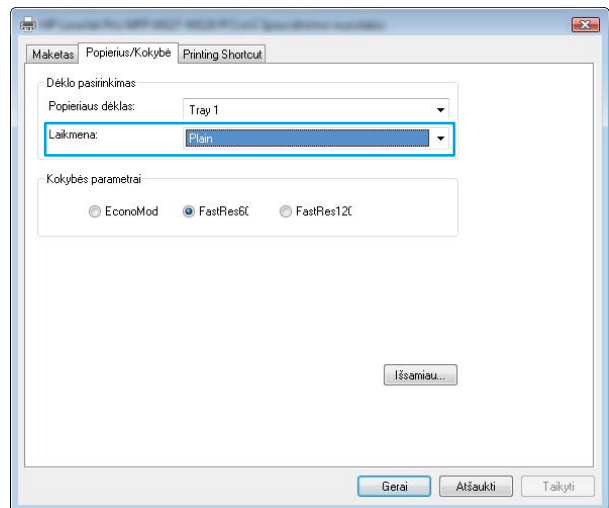 Maketas Popierius/Kokybė Printing Shortcut
Dėklo pasirinkimas
Popieriaus dėklas: Tray 1
Laikmena: Plain
Kokybės parametrai
EconoMod FastRes6( FastRes12(
Išsamiau...
Gerai Atšaukti Taikyti